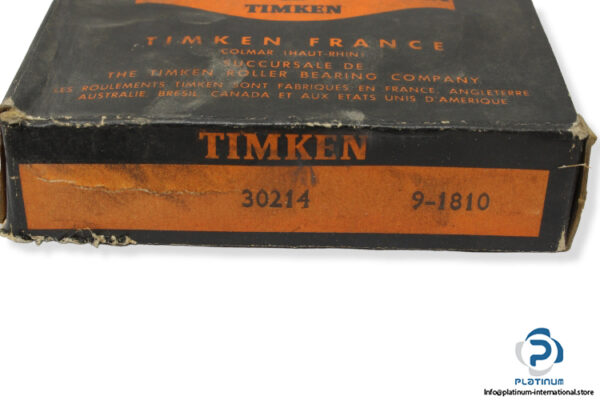 TIMKEN
TIMKEN FRANCE
COLMAR (HAUT-RHIN)
SUCCURSALE DE
THE TIMKEN ROLLER BEARING COMPANY
LES ROULEMENTS TIMKEN SONT FABRIQUES EN FRANCE, ANGLETERRE
AUSTRALIE, BRESIL, CANADA ET AUX ETATS UNIS D'AMERIQUE
TIMKEN
30214 9-1810
PLATINUM
Info@platinum-international.store